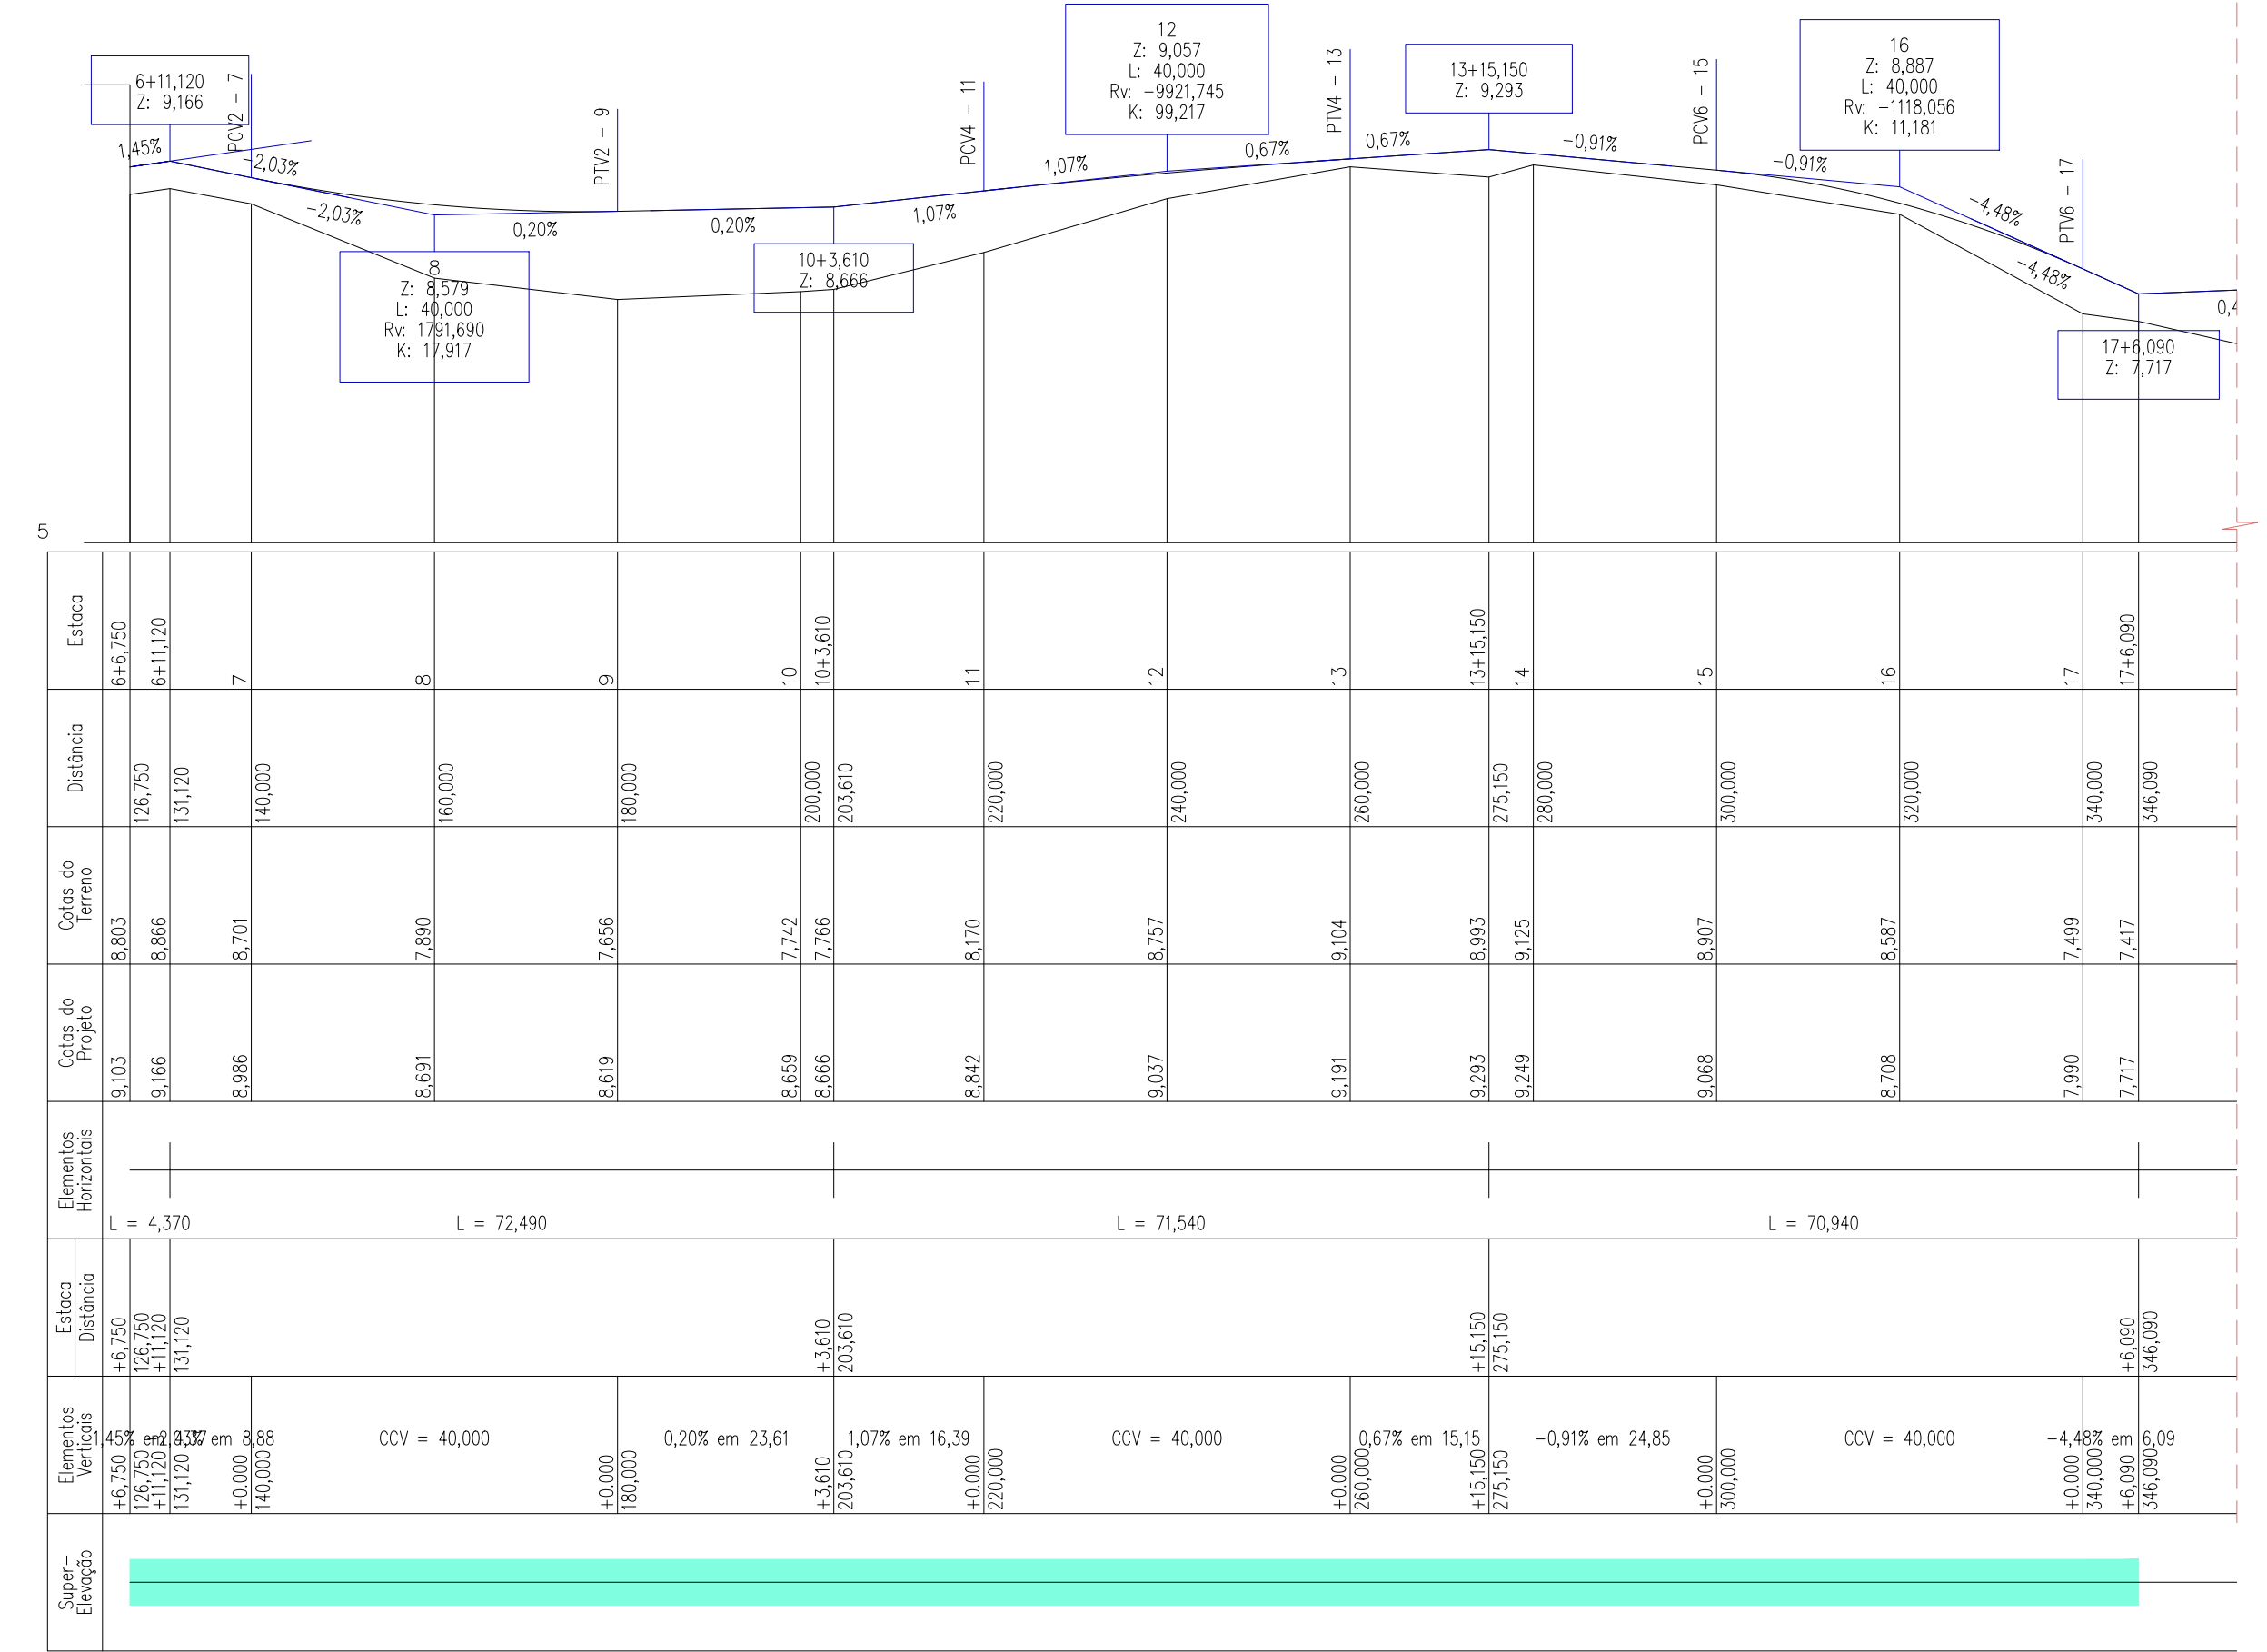 12
Z: 9,057
L: 40,000
Rv: -9921,745
K: 99,217
16
Z: 8,887
L: 40,000
Rv: -1118,056
K: 11,181
6+11,120
Z: 9,166
13+15,150
Z: 9,293
PCV2 - 7
PTV2 - 9
PCV4 - 11
PTV4 - 13
PCV6 - 15
PTV6 - 17
1,45%
-2,03%
-2,03%
0,20%
0,20%
1,07%
1,07%
0,67%
0,67%
-0,91%
-0,91%
-4,48%
-4,48%
8
Z: 8,579
L: 40,000
Rv: 1791,690
K: 17,917
10+3,610
Z: 8,666
17+6,090
Z: 7,717
5
Estaca
6+6,750
6+11,120
7
8
9
10
10+3,610
11
12
13
13+15,150
14
15
16
17
17+6,090
Distância
126,750
131,120
140,000
160,000
180,000
200,000
203,610
220,000
240,000
260,000
275,150
280,000
300,000
320,000
340,000
346,090
Cotas do
Terreno
8,803
8,866
8,701
7,890
7,656
7,742
7,766
8,170
8,757
9,104
8,993
9,125
8,907
8,587
7,499
7,417
Cotas do
Projeto
9,103
9,166
8,986
8,691
8,619
8,659
8,666
8,842
9,037
9,191
9,293
9,249
9,068
8,708
7,990
7,717
Elementos
Horizontais
L = 4,370
L = 72,490
L = 71,540
L = 70,940
Estaca
Distância
+6,750
126,750
+11,120
131,120
+3,610
203,610
+15,150
275,150
+6,090
346,090
Elementos
Verticais
1,45% em 4,37
-2,03% em 8,88
CCV = 40,000
0,20% em 23,61
1,07% em 16,39
CCV = 40,000
0,67% em 15,15
-0,91% em 24,85
CCV = 40,000
-4,48% em 6,09
+6,750
126,750
+11,120
131,120
+0.000
140,000
+0.000
180,000
+3,610
203,610
+0.000
220,000
+0.000
260,000
+15,150
275,150
+0.000
300,000
+0.000
340,000
+6,090
346,090
Super-
Elevação